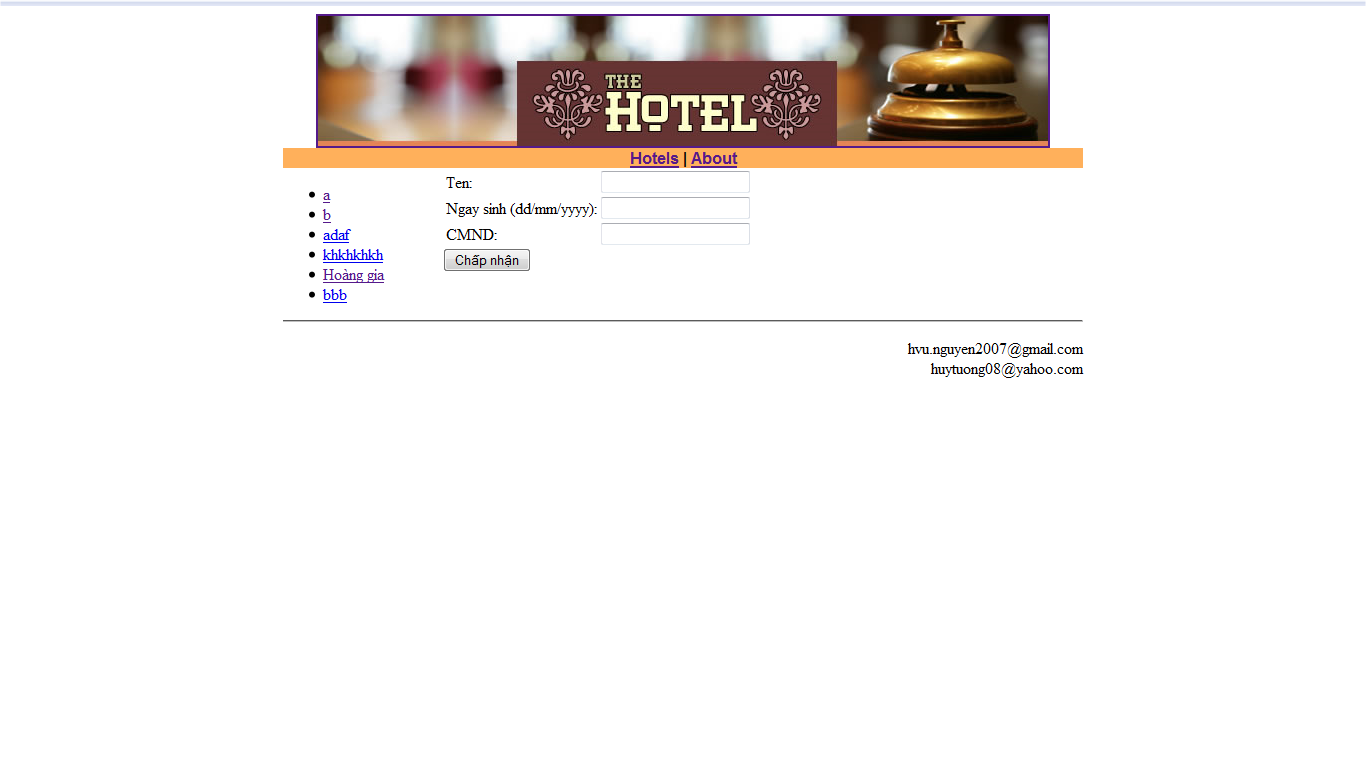 THE
HOTEL
Hotels | About
a
b
adaf
khkhkhkh
Hoàng gia
bbb
Ten:
Ngay sinh (dd/mm/yyyy):
CMND:
Chấp nhận
hvu.nguyen2007@gmail.com
huytuong08@yahoo.com